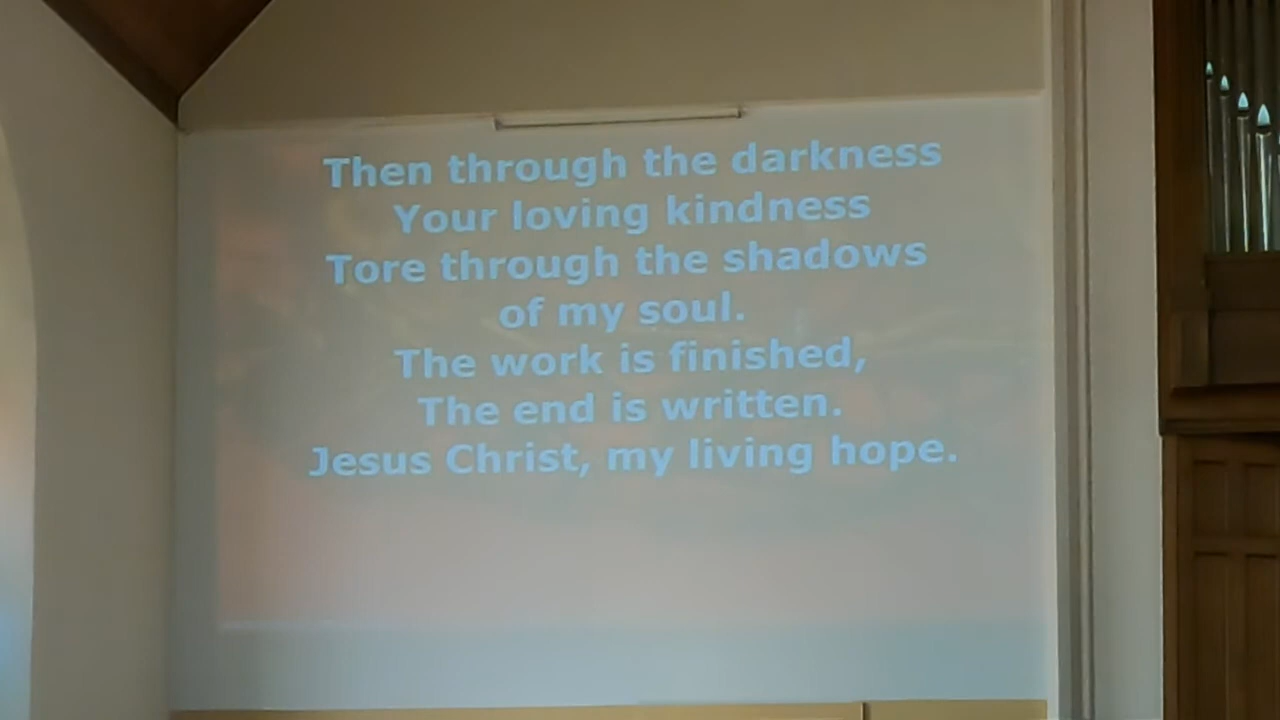 Then through the darkness
Your loving kindness
Tore through the shadows
of my soul.
The work is finished,
The end is written.
Jesus Christ, my living hope.